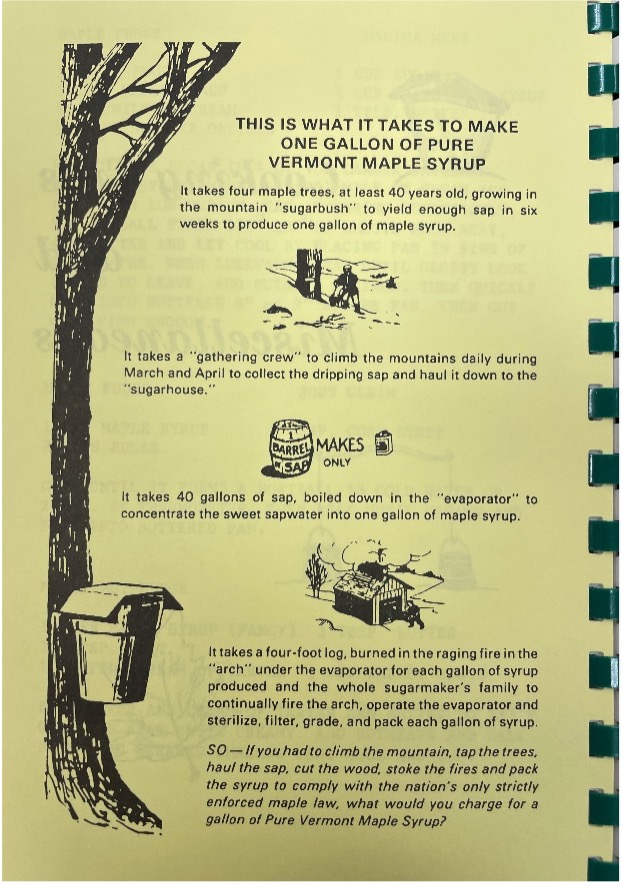 THIS IS WHAT IT TAKES TO MAKE
ONE GALLON OF PURE
VERMONT MAPLE SYRUP
It takes four maple trees, at least 40 years old, growing in
the mountain "sugarbush" to yield enough sap in six
weeks to produce one gallon of maple syrup.
It takes a "gathering crew" to climb the mountains daily during
March and April to collect the dripping sap and haul it down to the
"sugarhouse."
1
BARREL MAKES
SAP ONLY
It takes 40 gallons of sap, boiled down in the "evaporator" to
concentrate the sweet sapwater into one gallon of maple syrup.
It takes a four-foot log, burned in the raging fire in the
"arch" under the evaporator for each gallon of syrup
produced and the whole sugarmaker's family to
continually fire the arch, operate the evaporator and
sterilize, filter, grade, and pack each gallon of syrup.
SO — If you had to climb the mountain, tap the trees,
haul the sap, cut the wood, stoke the fires and pack
the syrup to comply with the nation's only strictly
enforced maple law, what would you charge for a
gallon of Pure Vermont Maple Syrup?